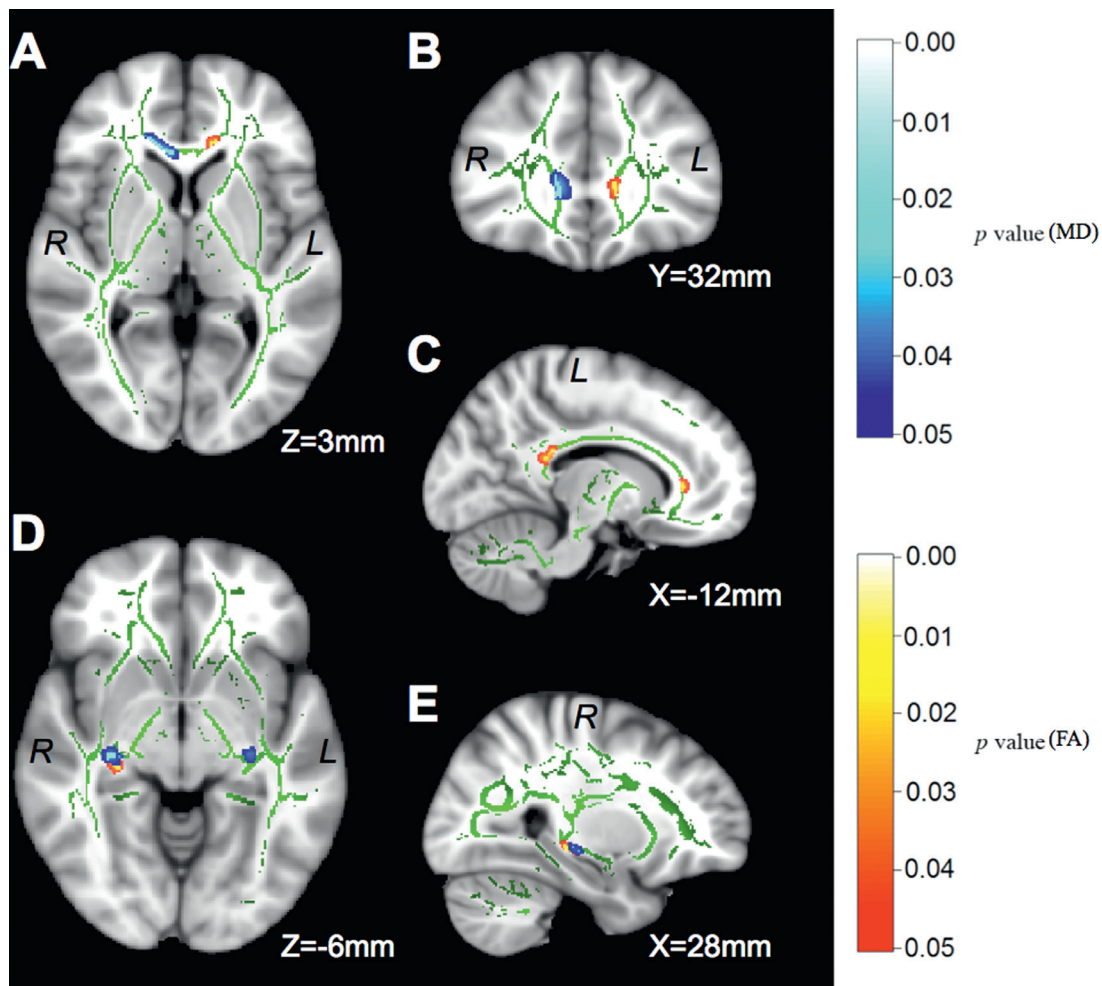 A
R
L
Z=3mm
B
R
L
Y=32mm
C
L
X=-12mm
D
R
L
Z=-6mm
E
R
X=28mm
0.00
0.01
0.02
0.03
0.04
0.05
p value (MD)
0.00
0.01
0.02
0.03
0.04
0.05
p value (FA)